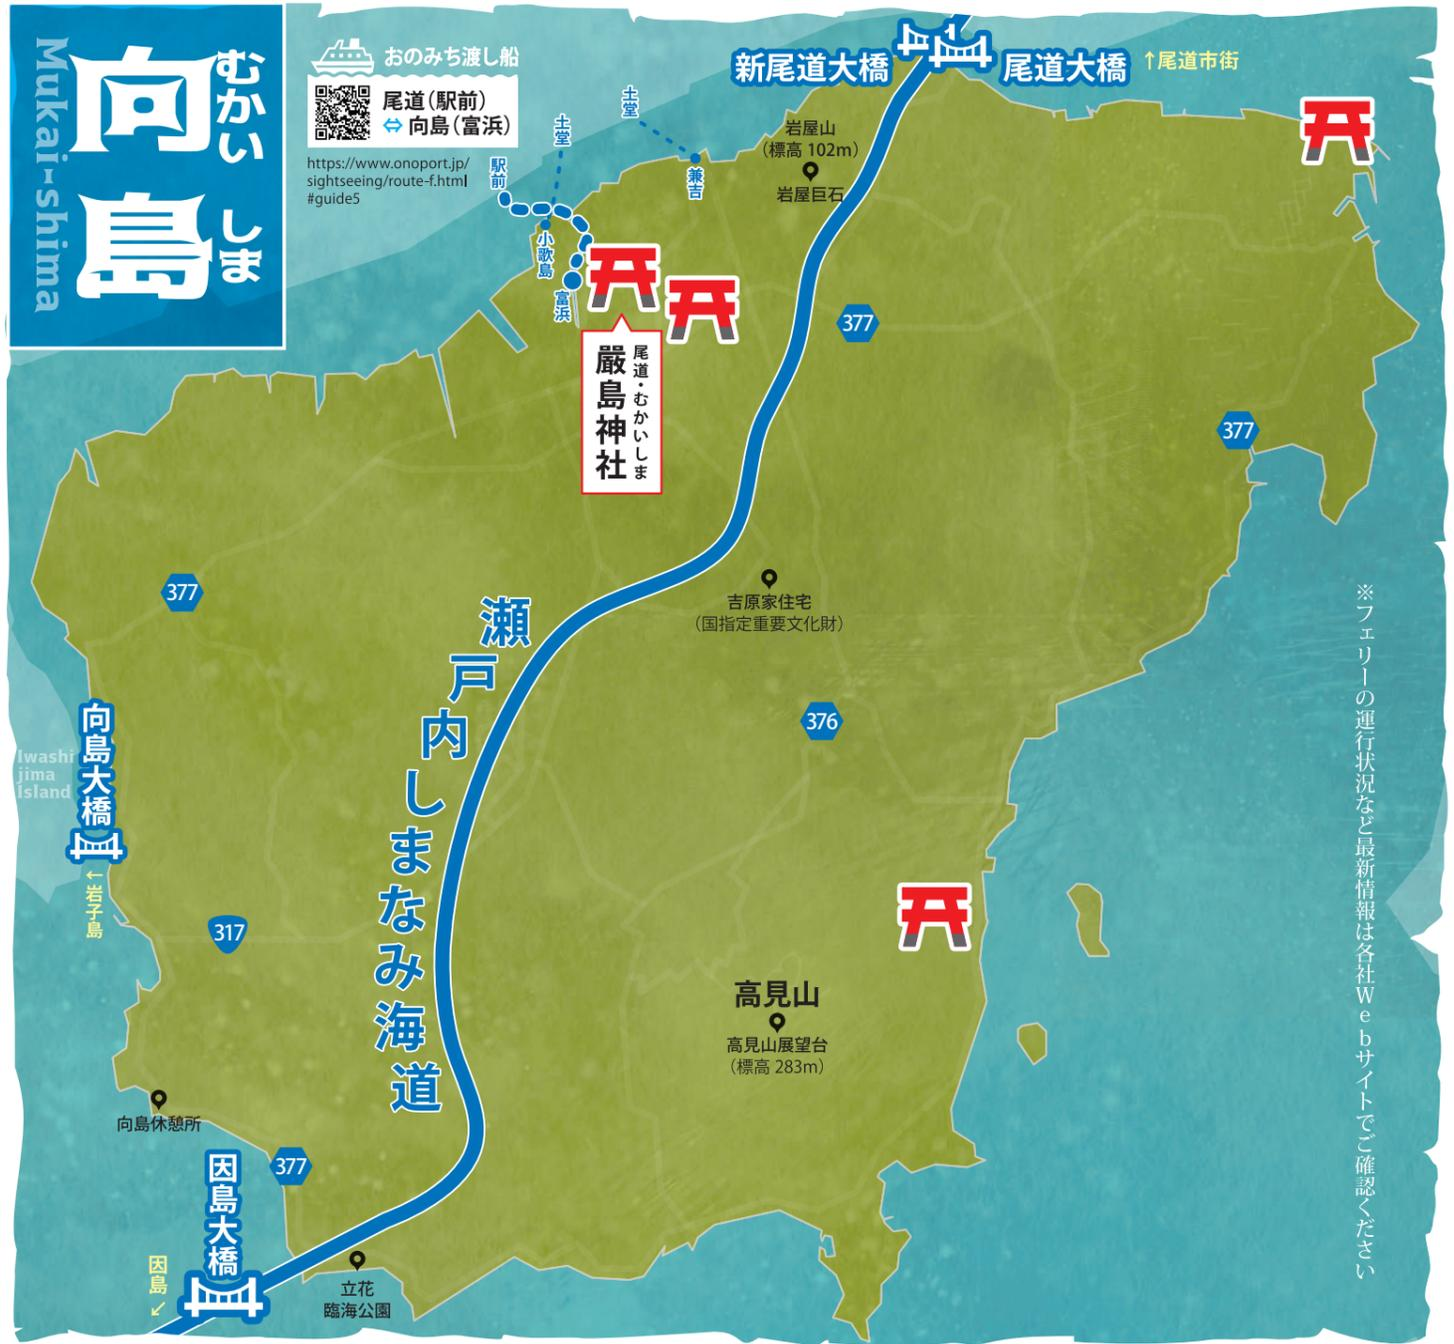 向島
むかいしま
Mukai-shima
おのみち渡し船
尾道（駅前）
⇔ 向島（富浜）
https://www.onoport.jp/
sightseeing/route-f.html
#guide5
駅前
土堂
土堂
小歌島
富浜
兼吉
新尾道大橋
尾道大橋
↑尾道市街
岩屋山
（標高 102m）
岩屋巨石
尾道・むかいしま
嚴島神社
377
377
377
吉原家住宅
（国指定重要文化財）
瀬戸内しまなみ海道
376
向島大橋
Iwashi
jima
Island
←岩子島
317
高見山
高見山展望台
（標高 283m）
向島休憩所
377
因島大橋
因島↙
立花
臨海公園
※フェリーの運行状況など最新情報は各社Webサイトでご確認ください